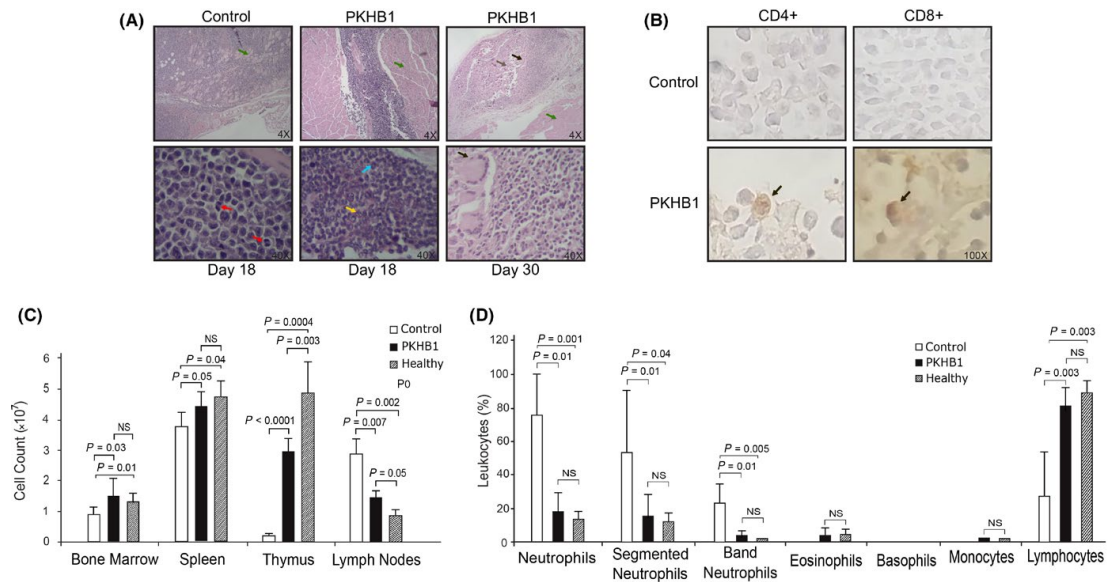 (A)
Control PKHB1 PKHB1
4X 4X 4X
40X 40X 40X
Day 18 Day 18 Day 30
(B)
CD4+ CD8+
Control
PKHB1
100X
(C)
Control
PKHB1
Healthy
P0
Cell Count (×10⁷)
6
5
4
3
2
1
0
NS
P = 0.03
P = 0.01
NS
P = 0.04
P = 0.05
P = 0.0004
P = 0.003
P < 0.0001
P = 0.002
P = 0.007
P = 0.05
Bone Marrow Spleen Thymus Lymph Nodes
(D)
Control
PKHB1
Healthy
Leukocytes (%)
120
100
80
60
40
20
0
P = 0.001
P = 0.01
NS
P = 0.04
P = 0.01
NS
P = 0.005
P = 0.01
NS
NS
NS
P = 0.003
NS
P = 0.003
Neutrophils Segmented Neutrophils Band Neutrophils Eosinophils Basophils Monocytes Lymphocytes